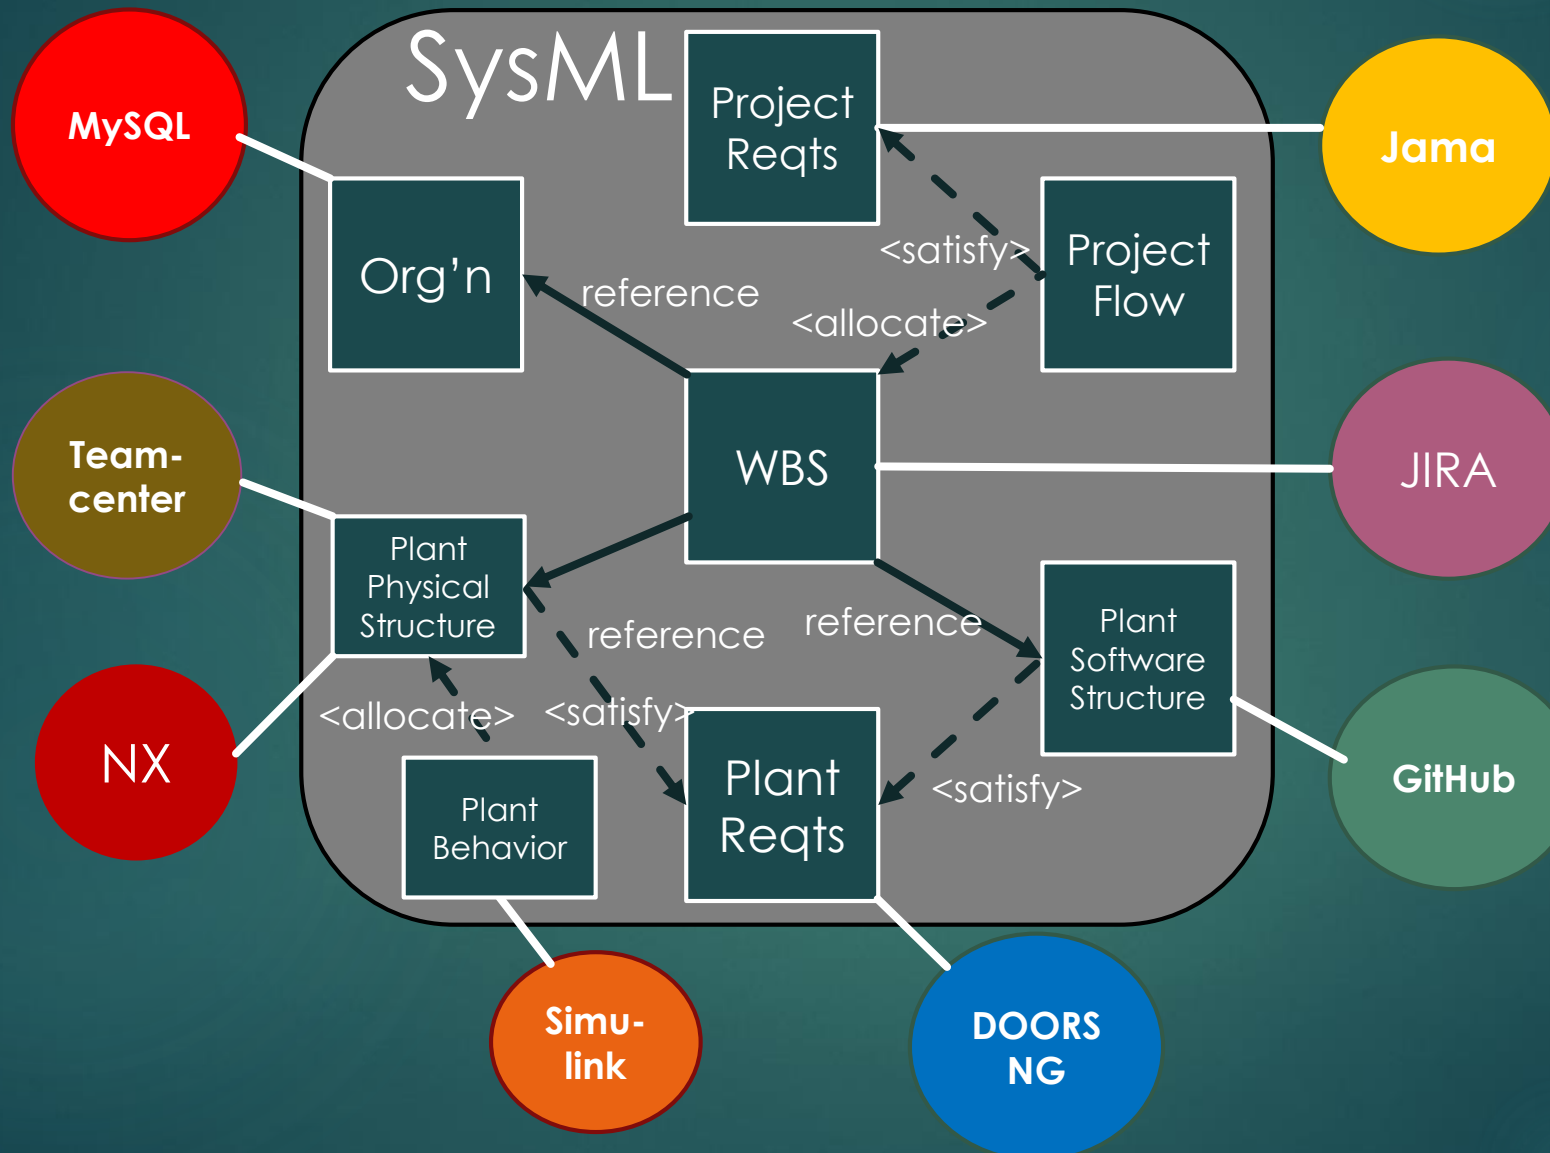 SysML
Project
Reqts
MySQL
Jama
Org'n
reference
<satisfy>
Project
Flow
<allocate>
Team-
center
WBS
JIRA
Plant
Physical
Structure
reference
reference
Plant
Software
Structure
NX
<allocate>
<satisfy>
Plant
Behavior
Plant
Reqts
<satisfy>
GitHub
Simu-
link
DOORS
NG